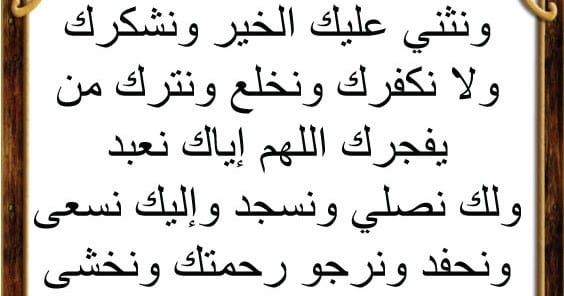 ونثني عليك الخير ونشكرك
ولا نكفرك ونخلع ونترك من
يفجرك اللهم إياك نعبد
ولك نصلي ونسجد وإليك نسعى
ونحفد ونرجو رحمتك ونخشى